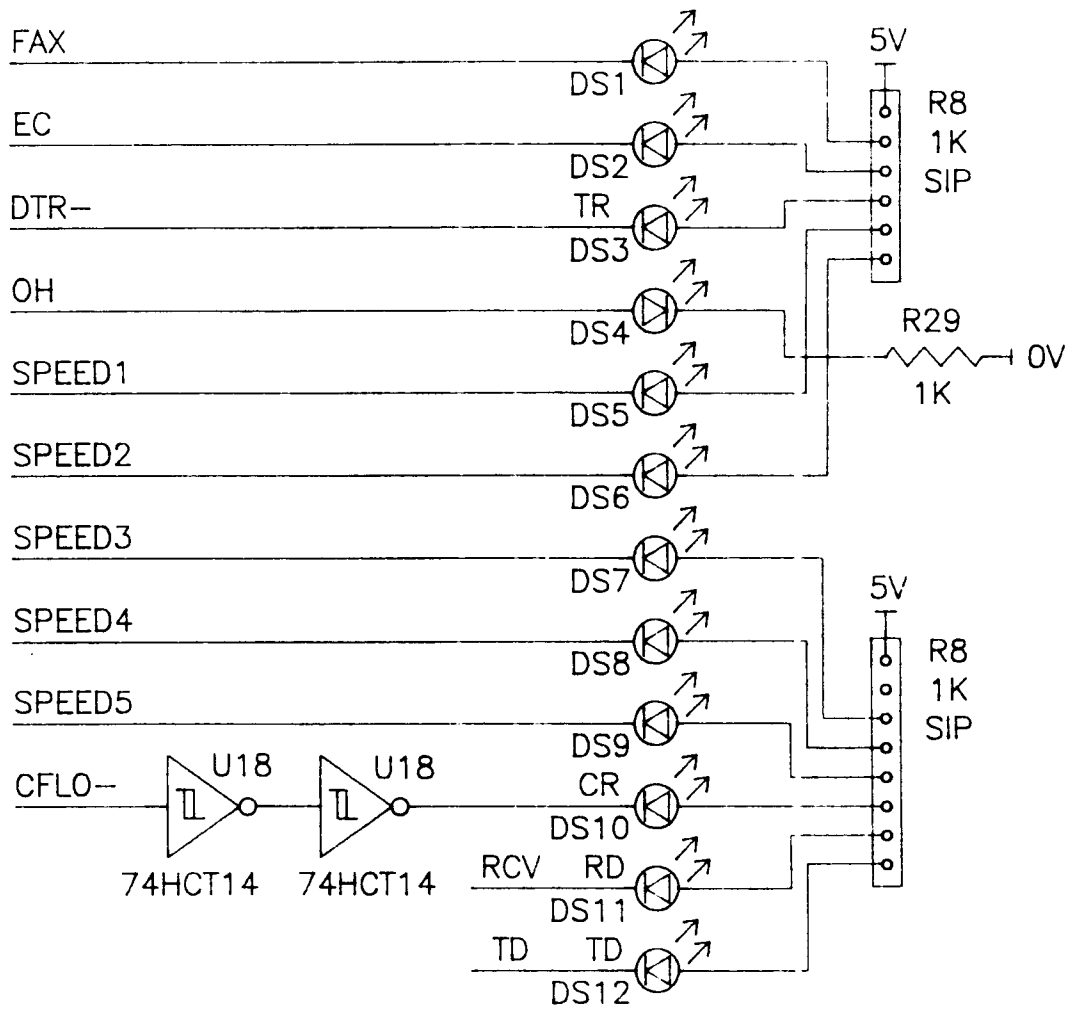 FAX
DS1
5V
R8
1K
SIP
EC
DS2
DTR-
TR
DS3
OH
DS4
R29
1K
0V
SPEED1
DS5
SPEED2
DS6
SPEED3
DS7
5V
R8
1K
SIP
SPEED4
DS8
SPEED5
DS9
CFLO-
U18
U18
74HCT14
74HCT14
CR
DS10
RCV
RD
DS11
TD
TD
DS12